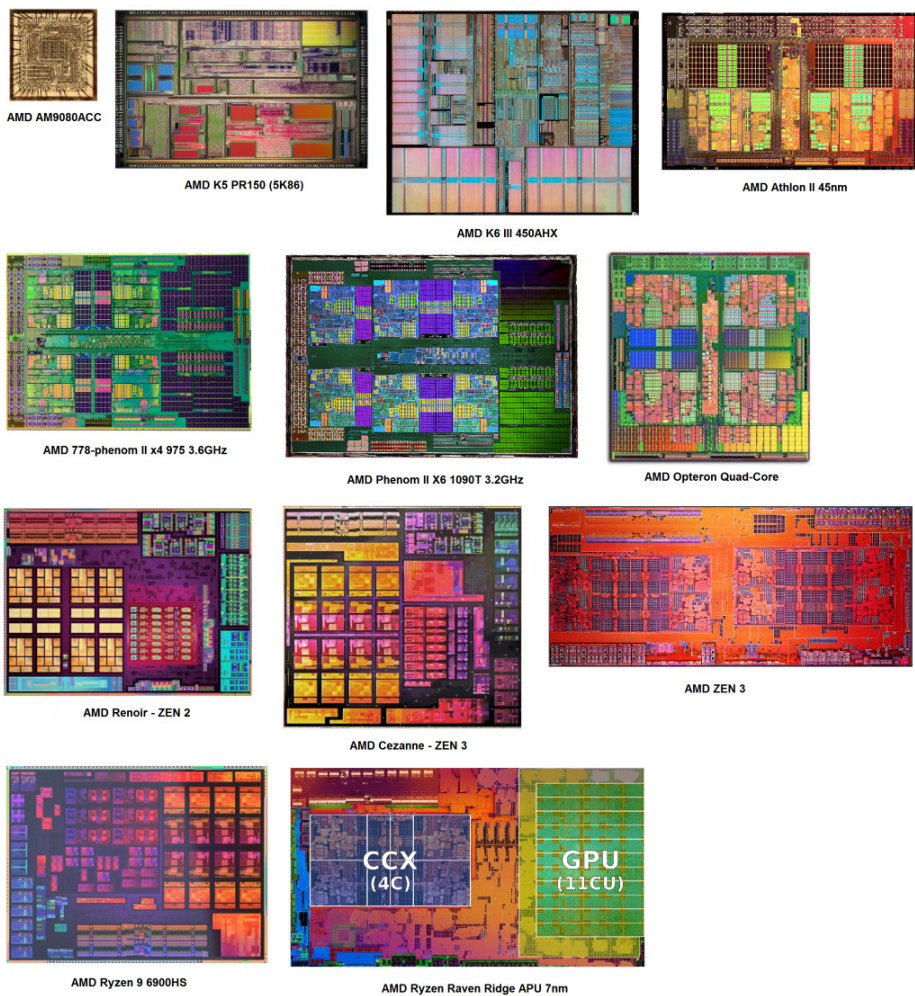 AMD AM9080ACC
AMD K5 PR150 (5K86)
AMD K6 III 450AHX
AMD Athlon II 45nm
AMD 778-phenom II x4 975 3.6GHz
AMD Phenom II X6 1090T 3.2GHz
AMD Opteron Quad-Core
AMD Renoir - ZEN 2
AMD Cezanne - ZEN 3
AMD ZEN 3
AMD Ryzen 9 6900HS
CCX
(4C)
GPU
(11CU)
AMD Ryzen Raven Ridge APU 7nm